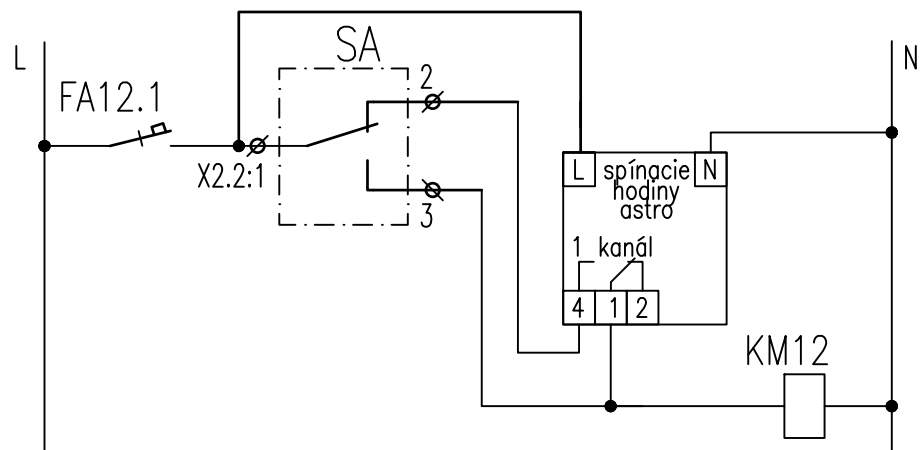 L
N
SA
FA12.1
2
X2.2:1
3
L
spínacie
N
hodiny
astro
1 kanál
4
1
2
KM12